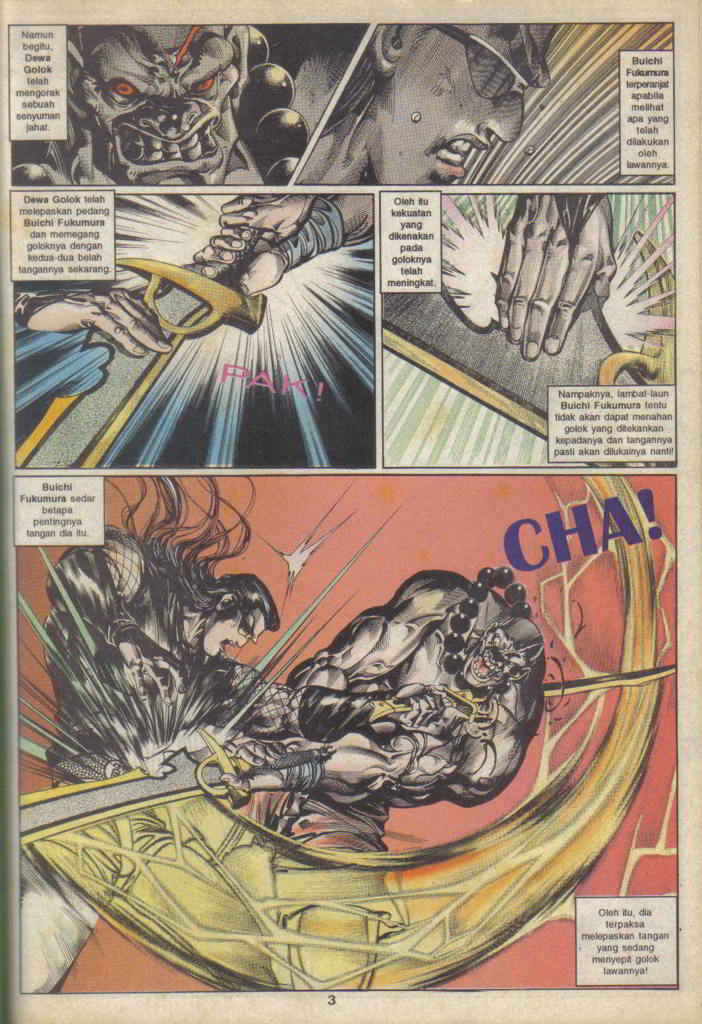 Namun
begitu,
Dewa
Golok
telah
mengorak
sebuah
senyuman
jahat.
Buichi
Fukumura
terperanjat
apabila
melihat
apa yang
telah
dilakukan
oleh
lawannya.
Dewa Golok telah
melepaskan pedang
Buichi Fukumura
dan memegang
goloknya dengan
kedua-dua belah
tangannya sekarang.
PAK!
Oleh itu
kekuatan
yang
dikenakan
pada
goloknya
telah
meningkat.
Nampaknya, lambat-laun
Buichi Fukumura tentu
tidak akan dapat menahan
golok yang ditekankan
kepadanya dan tangannya
pasti akan dilukainya nanti!
Buichi
Fukumura sedar
betapa
pentingnya
tangan dia itu.
CHA!
Oleh itu, dia
terpaksa
melepaskan tangan
yang sedang
menyepit golok
lawannya!
3